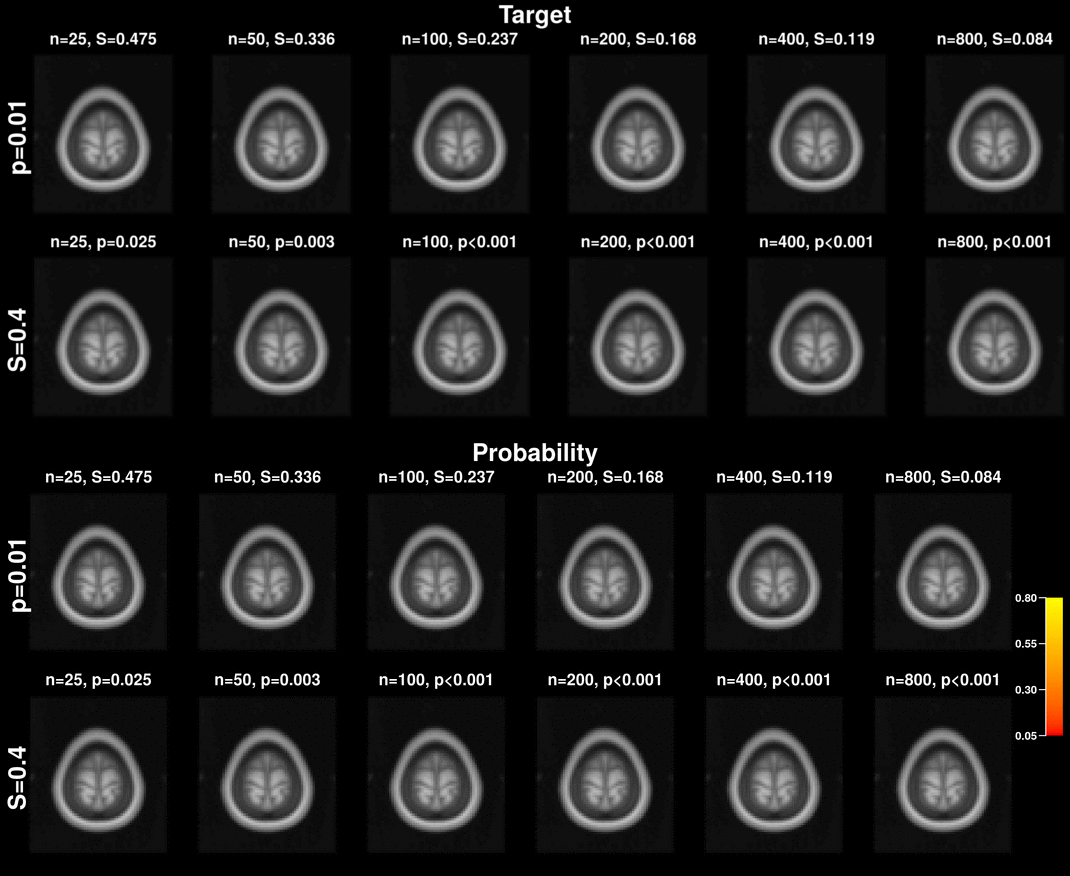 Target
n=25, S=0.475 n=50, S=0.336 n=100, S=0.237 n=200, S=0.168 n=400, S=0.119 n=800, S=0.084
p=0.01
n=25, p=0.025 n=50, p=0.003 n=100, p<0.001 n=200, p<0.001 n=400, p<0.001 n=800, p<0.001
S=0.4
Probability
n=25, S=0.475 n=50, S=0.336 n=100, S=0.237 n=200, S=0.168 n=400, S=0.119 n=800, S=0.084
p=0.01
0.80
0.55
n=25, p=0.025 n=50, p=0.003 n=100, p<0.001 n=200, p<0.001 n=400, p<0.001 n=800, p<0.001
0.30
0.05
S=0.4